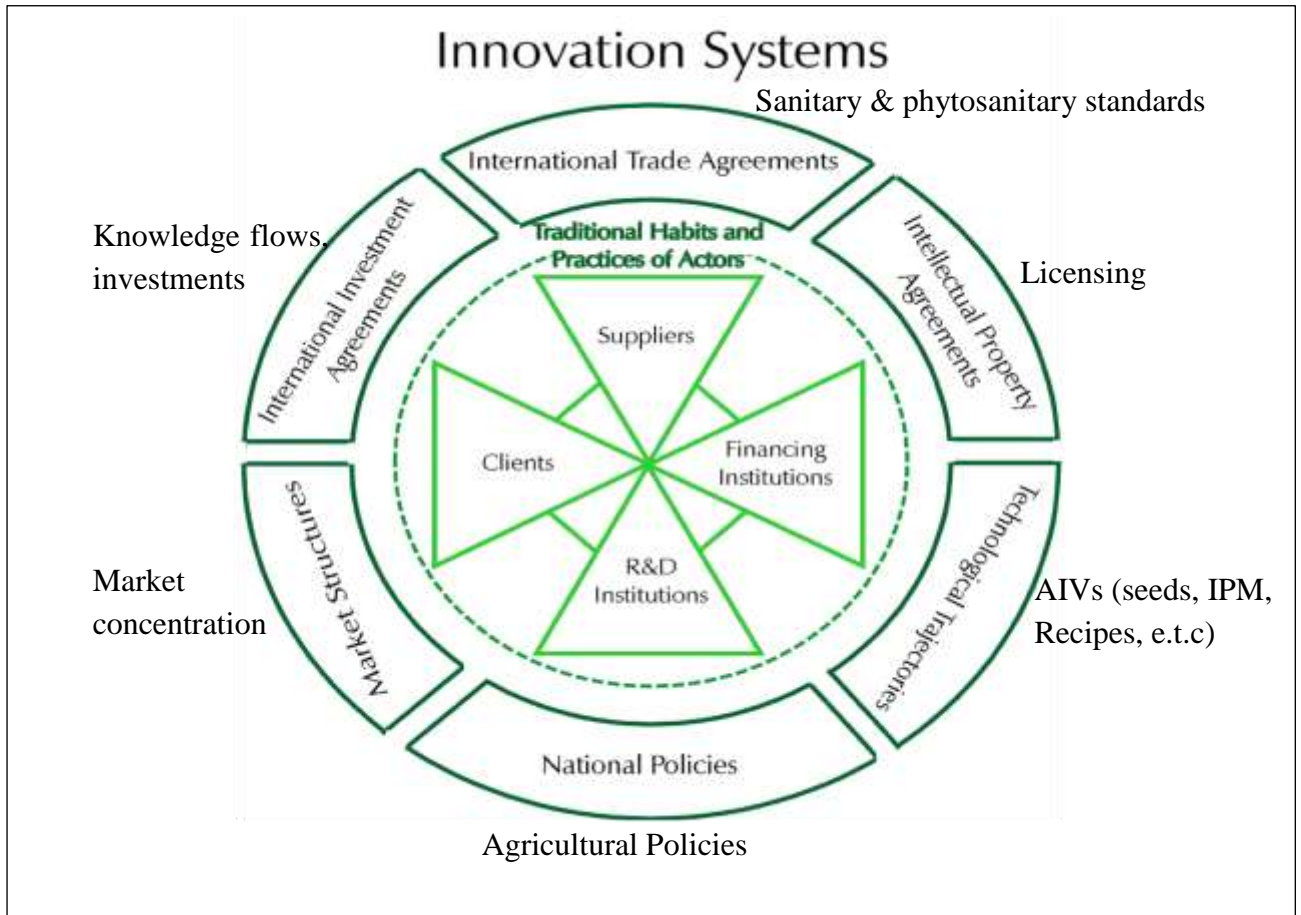 Innovation Systems
Sanitary & phytosanitary standards
International Trade Agreements
Traditional Habits and
Practices of Actors
Knowledge flows,
investments
International Investment
Agreements
Intellectual Property
Agreements
Licensing
Suppliers
Clients
Financing
Institutions
R&D
Institutions
Market
concentration
Market Structures
Technological Trajectories
AIVs (seeds, IPM,
Recipes, e.t.c)
National Policies
Agricultural Policies